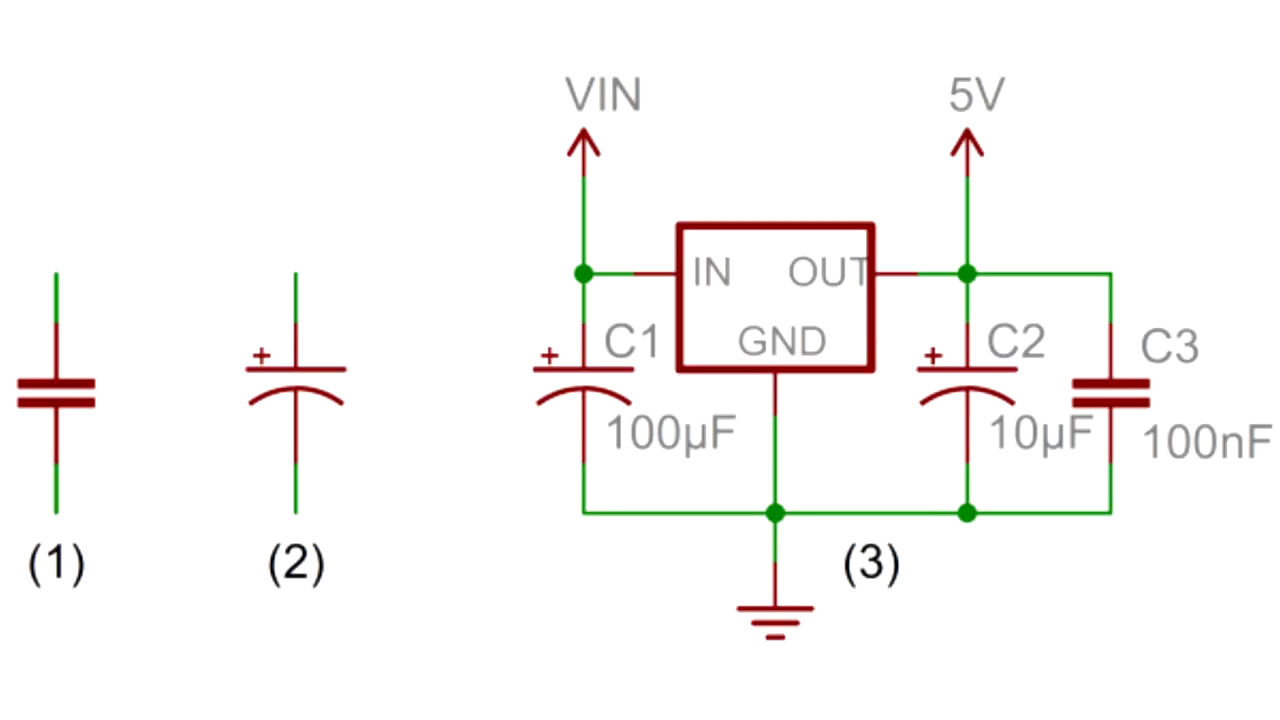 VIN
5V
IN
OUT
GND
+
C1
100µF
+
C2
10µF
C3
100nF
+
(1)
(2)
(3)